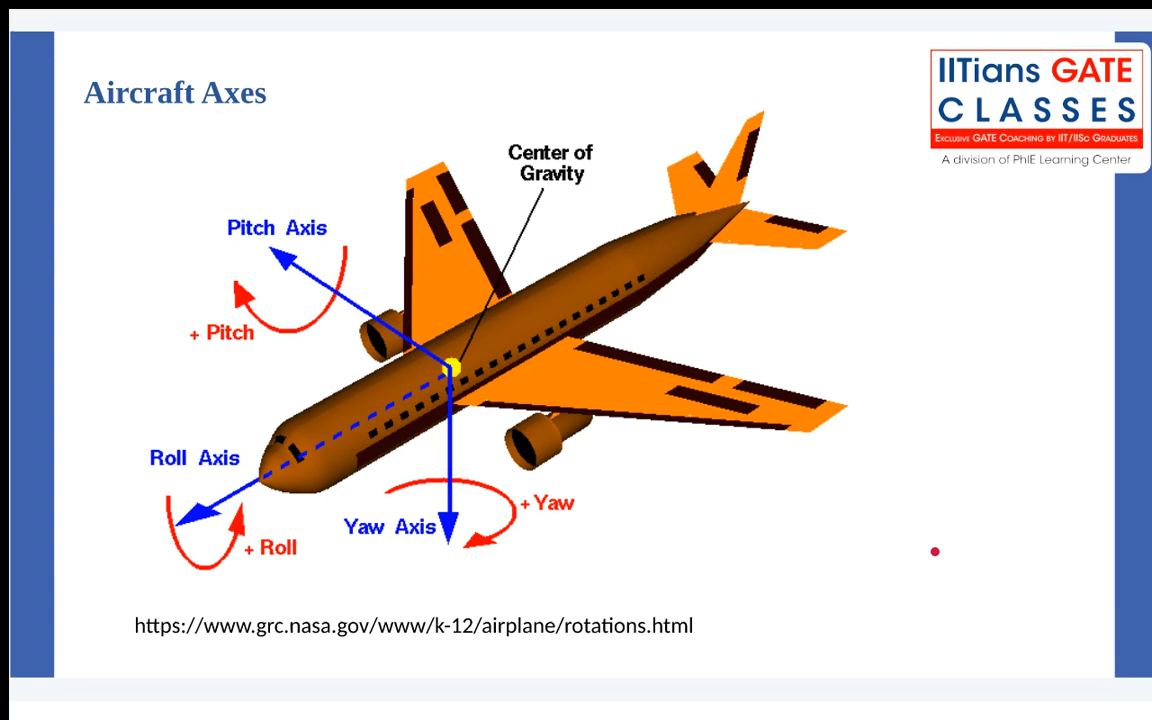 Aircraft Axes
IITians GATE
CLASSES
Exclusive GATE Coaching by IIT/IISc Graduates
A division of PhIE Learning Center
Center of
Gravity
Pitch Axis
+ Pitch
Roll Axis
+ Roll
Yaw Axis
+ Yaw
https://www.grc.nasa.gov/www/k-12/airplane/rotations.html